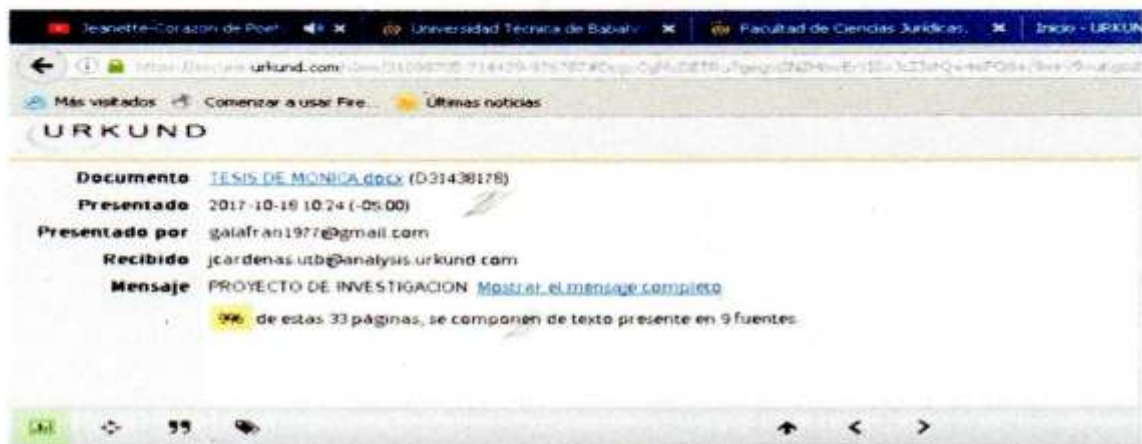 Jeanette-Corazon de Poet
Universidad Técnica de Babah
Facultad de Ciencias Jurídicas,
Inicio - URKUN
urkund.com
Más visitados
Comenzar a usar Fire...
Últimas noticias
URKUND
Documento TESIS DE MONICA.docx (D31438178)
Presentado 2017-10-18 10:24 (-05:00)
Presentado por galafran1977@gmail.com
Recibido jcardenas.utb@analysis.urkund.com
Mensaje PROYECTO DE INVESTIGACION Mostrar el mensaje completo
de estas 33 páginas, se componen de texto presente en 9 fuentes.